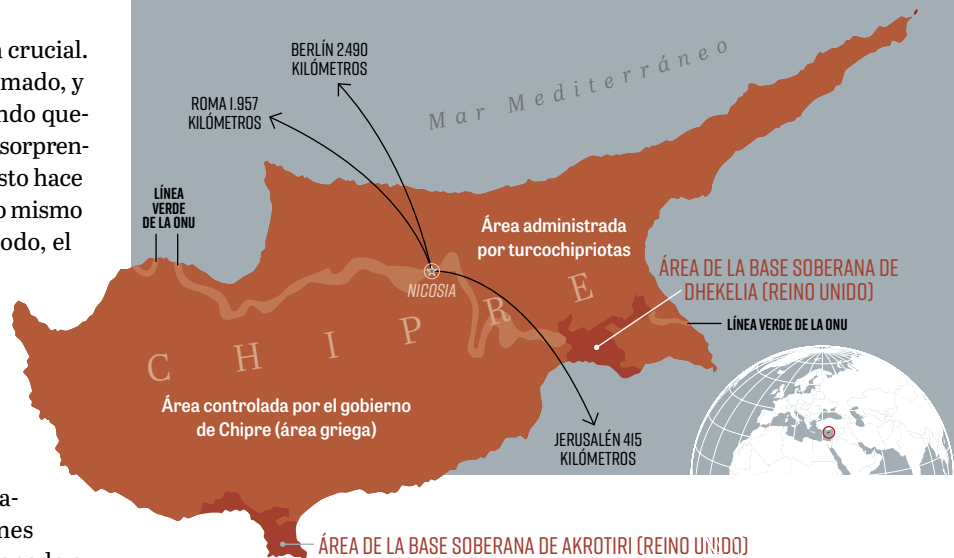 crucial.
mado, y
ndo que-
sorpren-
sto hace
o mismo
odo, el
a-
nes
BERLÍN 2.490
KILÓMETROS
ROMA 1.957
KILÓMETROS
Mar Mediterráneo
LÍNEA
VERDE
DE LA ONU
Área administrada
por turcochipriotas
ÁREA DE LA BASE SOBERANA DE
DHEKELIA (REINO UNIDO)
NICOSIA
LÍNEA VERDE DE LA ONU
CHIPRE
Área controlada por el gobierno
de Chipre (área griega)
JERUSALÉN 415
KILÓMETROS
ÁREA DE LA BASE SOBERANA DE AKROTIRI (REINO UNIDO)